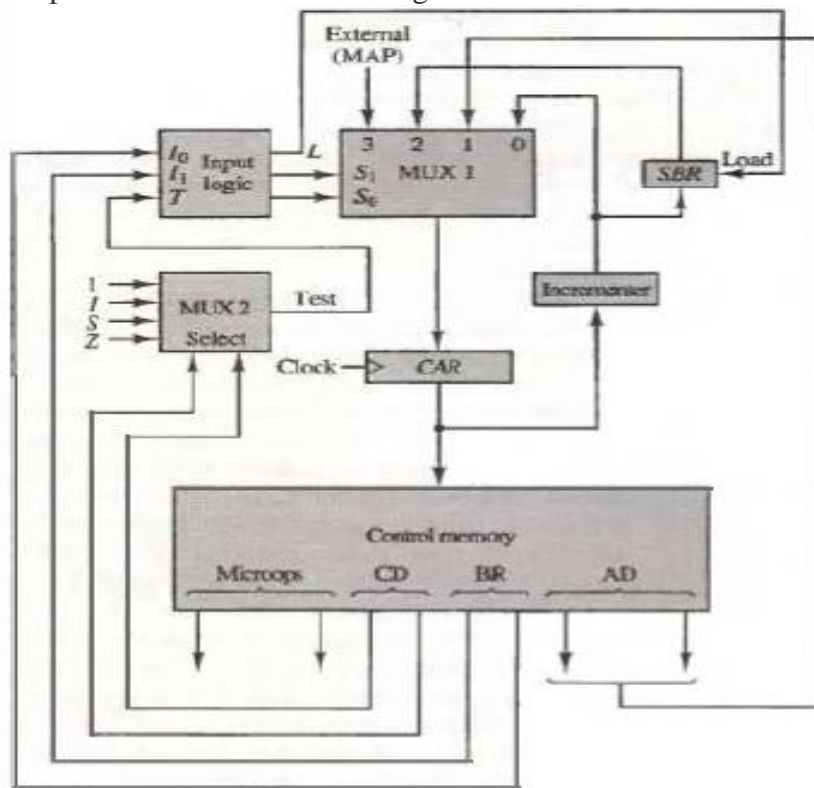 External
(MAP)
I₀
Input
L
3
2
1
0
I₁
logic
S₁
MUX 1
T
S₀
SBR
Load
1
I
MUX 2
Test
S
Select
Z
Incrementer
Clock
CAR
Control memory
Microops
CD
BR
AD